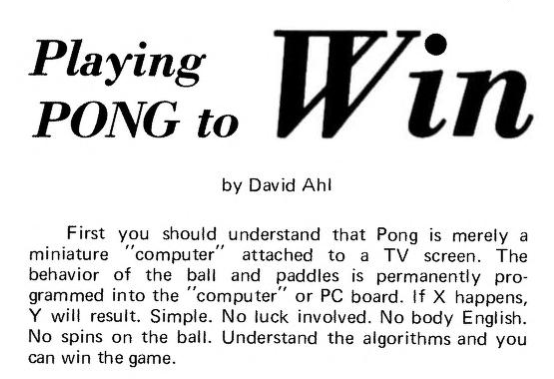 Playing
PONG to Win
by David Ahl
First you should understand that Pong is merely a
miniature "computer" attached to a TV screen. The
behavior of the ball and paddles is permanently pro-
grammed into the "computer" or PC board. If X happens,
Y will result. Simple. No luck involved. No body English.
No spins on the ball. Understand the algorithms and you
can win the game.